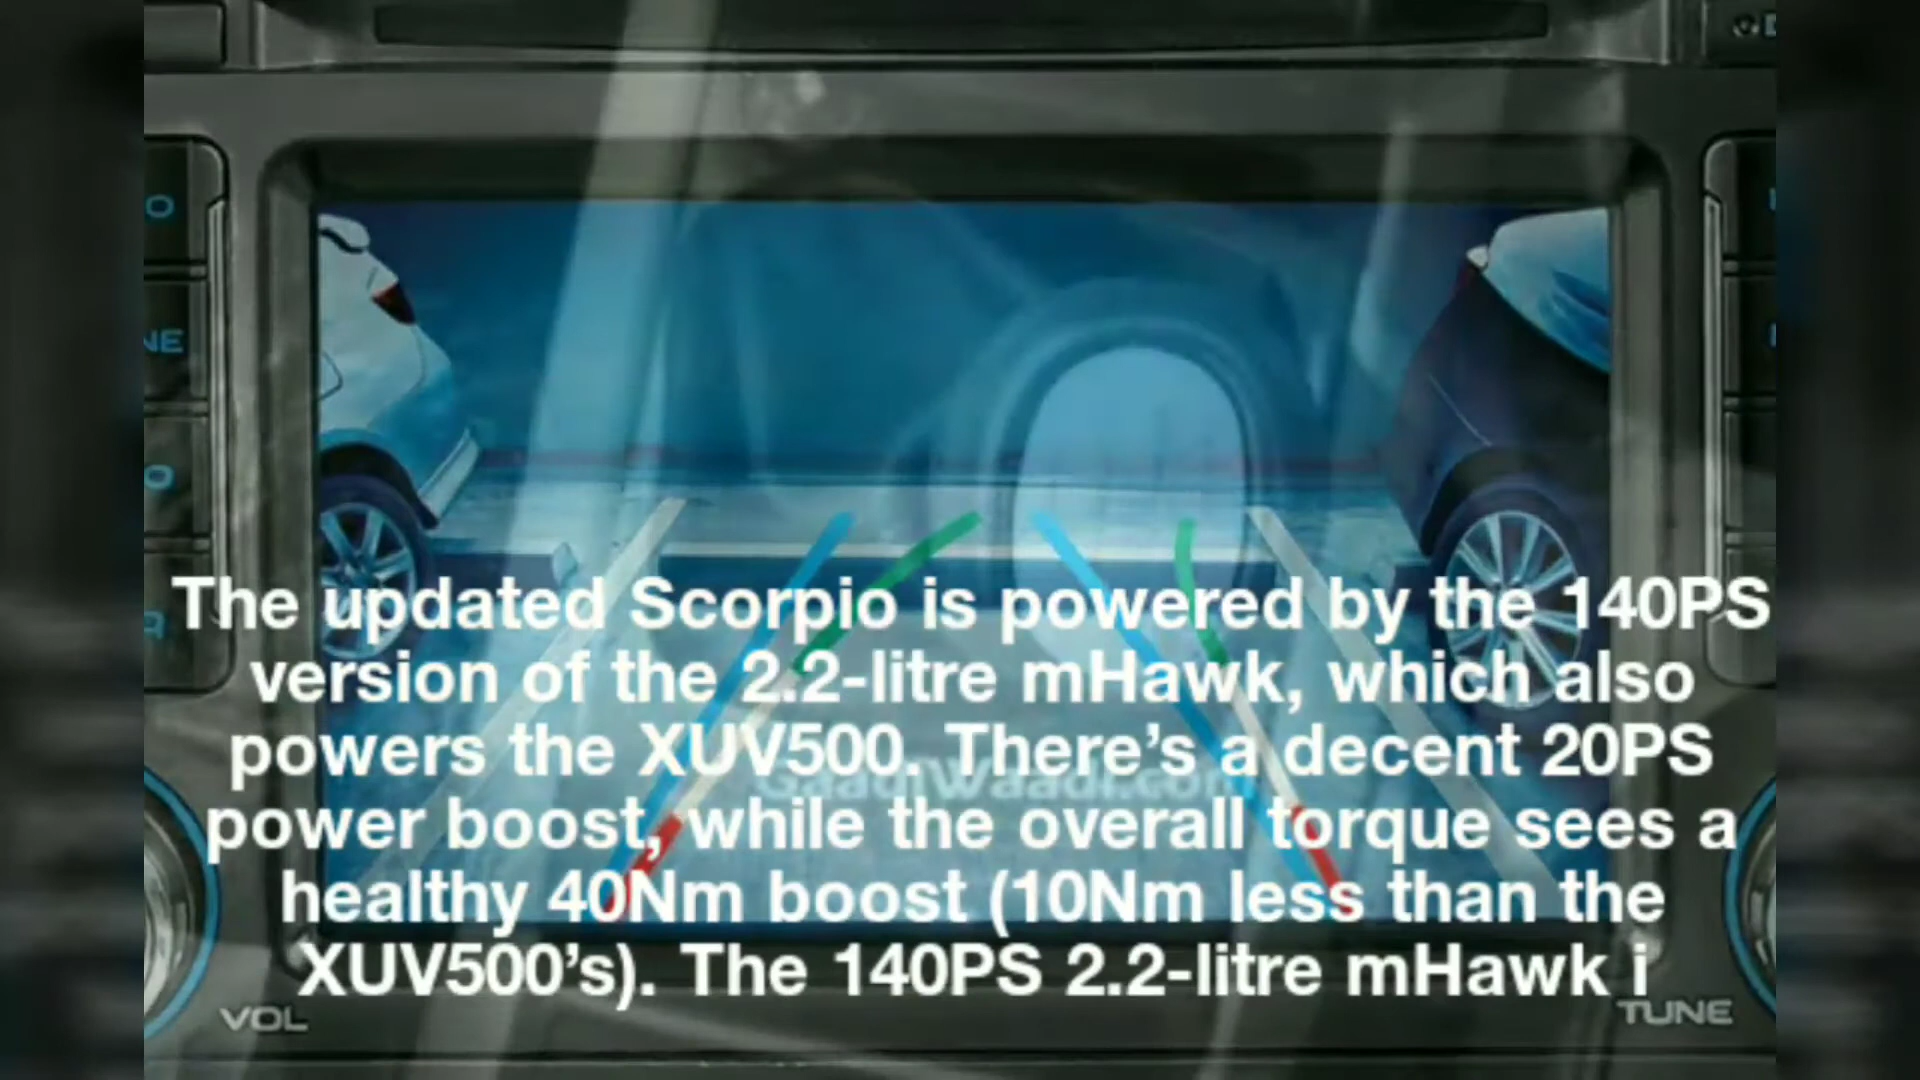 The updated Scorpio is powered by the 140PS
version of the 2.2-litre mHawk, which also
powers the XUV500. There's a decent 20PS
power boost, while the overall torque sees a
healthy 40Nm boost (10Nm less than the
XUV500's). The 140PS 2.2-litre mHawk i
GaadiWaadi.com
VOL
TUNE